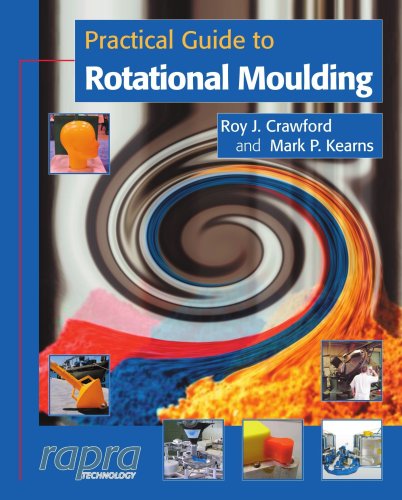 Practical Guide to
Rotational Moulding
Roy J. Crawford
and Mark P. Kearns
rapra
TECHNOLOGY